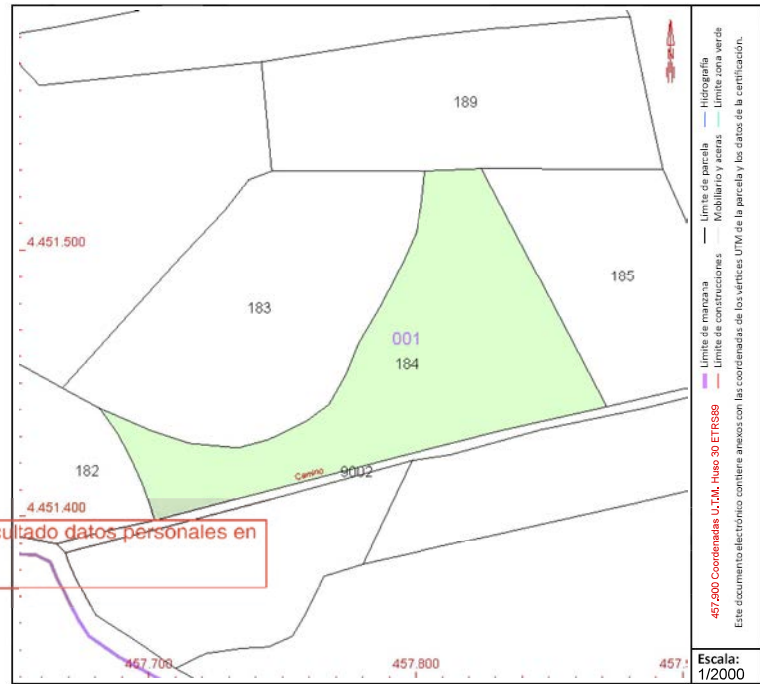 189
4.451.500
185
183
001
184
182
Camino 9002
4.451.400
cultado datos personales en
457.700
457.800
457.9
Límite de manzana
Límite de parcela
Hidrografía
457.900 Coordenadas U.T.M. Huso 30 ETRS89
Límite de construcciones
Mobiliario y aceras
Límite zona verde
Este documento electrónico contiene anexos con las coordenadas de los vértices UTM de la parcela y los datos de la certificación.
Escala:
1/2000